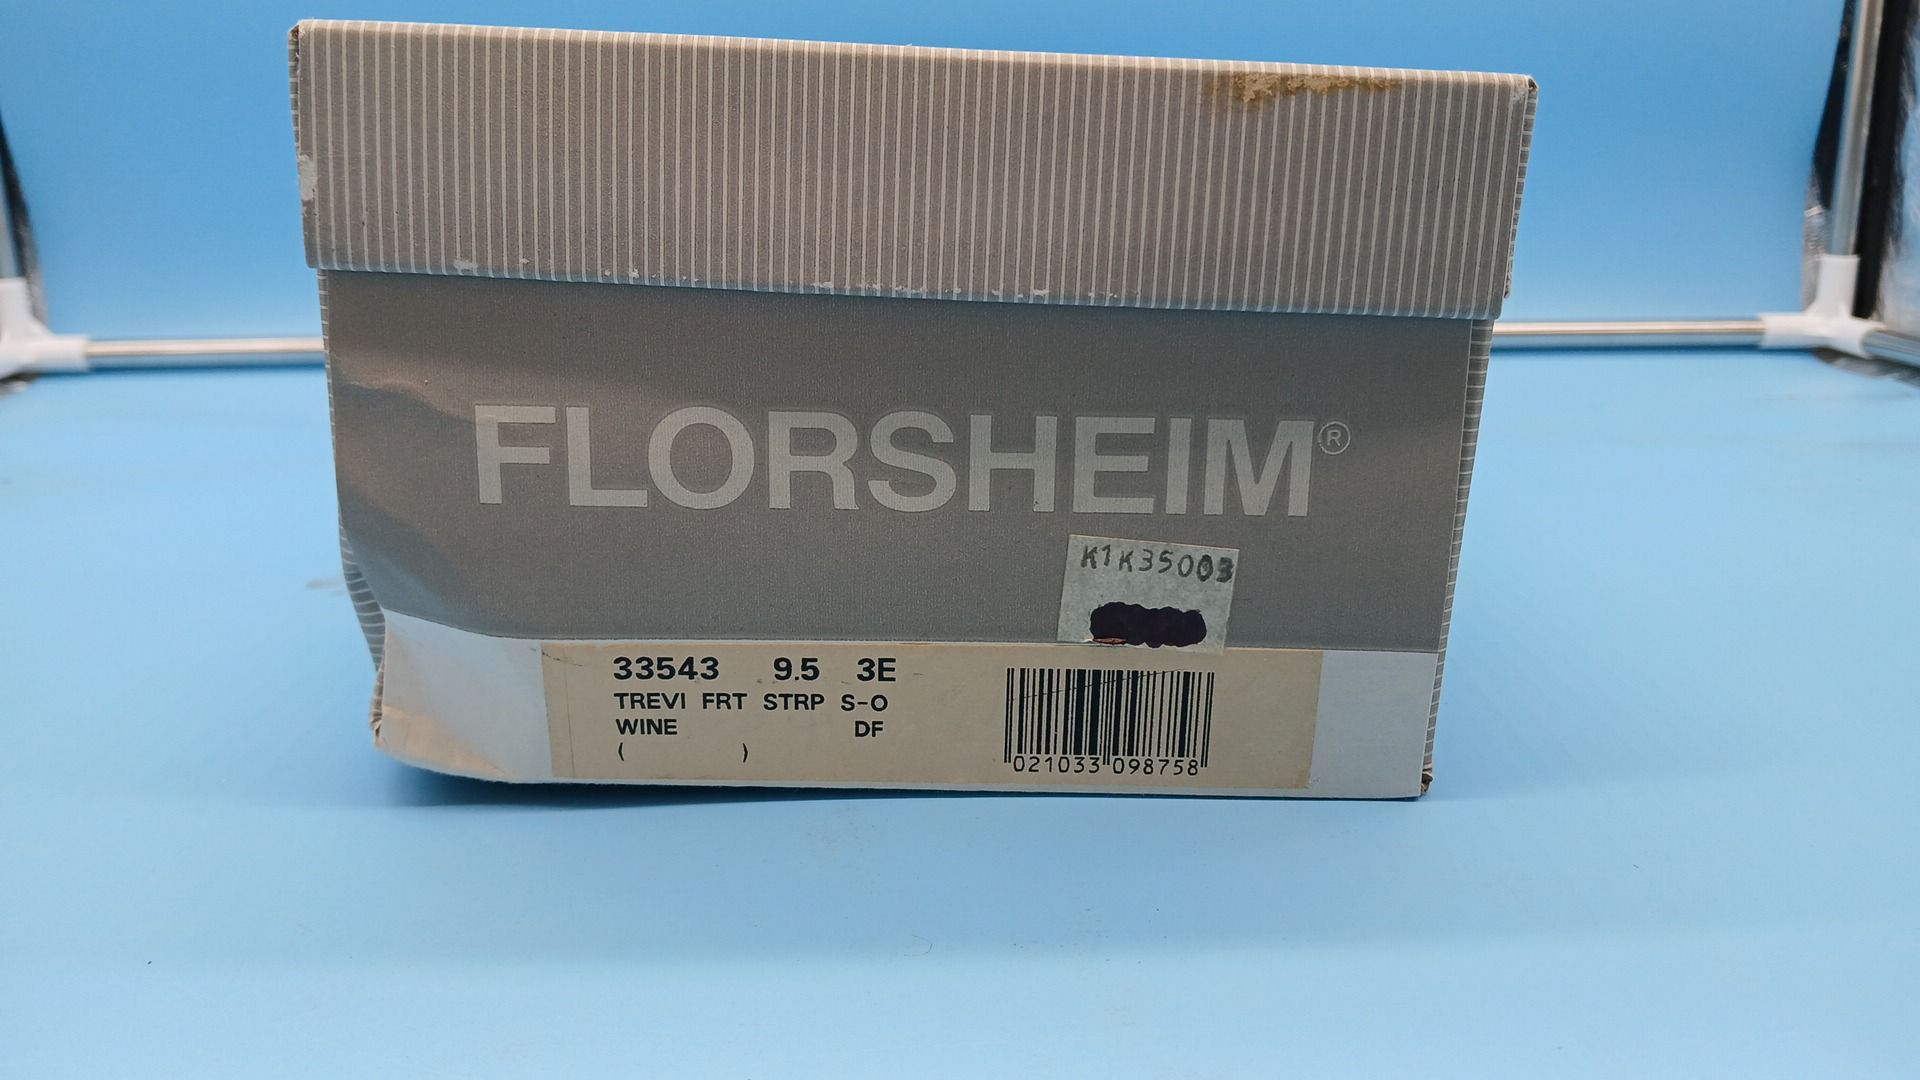 FLORSHEIM®
K1K35003
33543 9.5 3E
TREVI FRT STRP S-O
WINE DF
( )
021033 098758